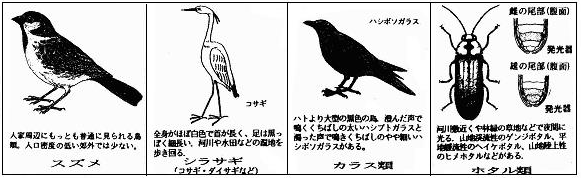 人家周辺にもっとも普通に見られる鳥
類。人口密度の低い郊外では少ない。
スズメ
コサギ
全身がほぼ白色で首が長く、足は黒っ
ぽく細長い。河川や水田などの湿地を
歩き回る。
シラサギ
(コサギ・ダイサギなど)
ハシボソガラス
ハトより大型の黒色の鳥。澄んだ声で
鳴くくちばしの太いハシブトガラスと
濁った声で鳴きくちばしのやや細いハ
シボソガラスがある。
カラス類
雌の尾部(腹面)
発光器
雄の尾部(腹面)
発光器
河川敷近くや林縁の草地などで夜間に
光る。山地渓流性のゲンジボタル、平
地緩流性のヘイケボタル、山地陸上性
のヒメボタルなどがある。
ホタル類